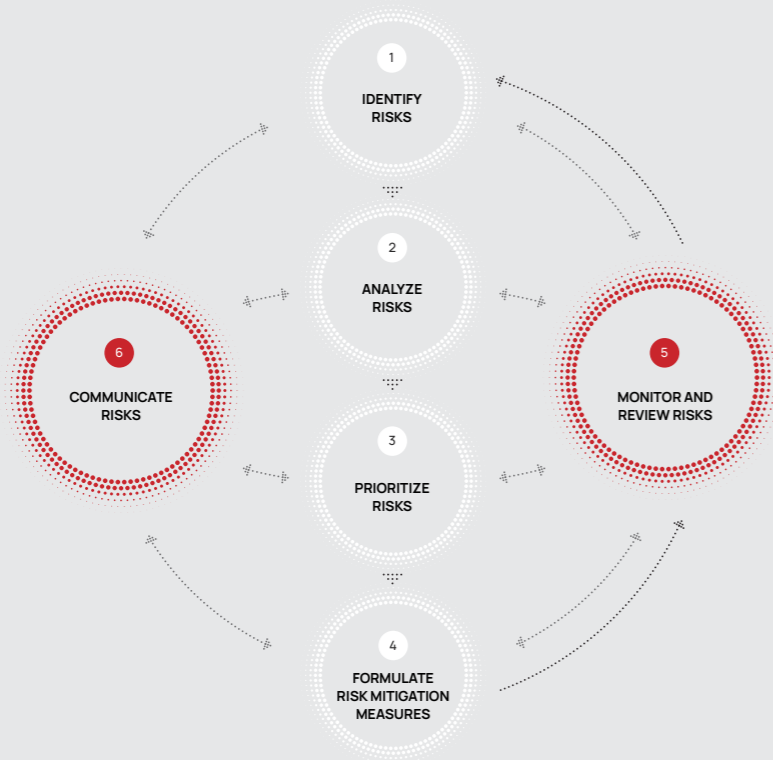 1
IDENTIFY
RISKS
2
ANALYZE
RISKS
3
PRIORITIZE
RISKS
4
FORMULATE
RISK MITIGATION
MEASURES
5
MONITOR AND
REVIEW RISKS
6
COMMUNICATE
RISKS